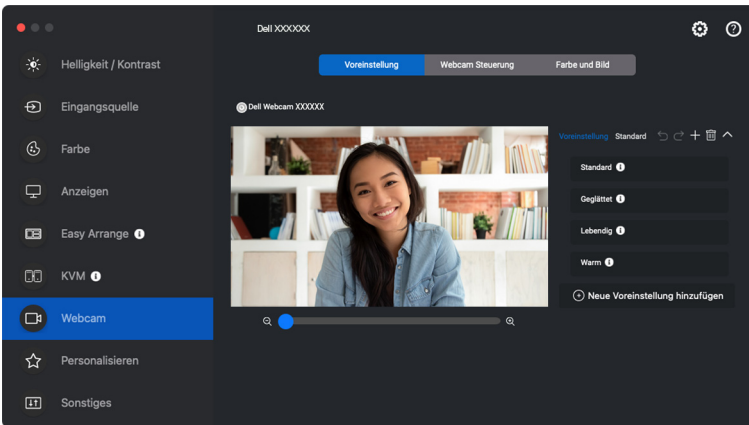 Dell XXXXXX
Helligkeit / Kontrast
Eingangsquelle
Farbe
Anzeigen
Easy Arrange
KVM
Webcam
Personalisieren
Sonstiges
Voreinstellung
Webcam Steuerung
Farbe und Bild
Dell Webcam XXXXXX
Voreinstellung Standard
Standard
Geglättet
Lebendig
Warm
Neue Voreinstellung hinzufügen